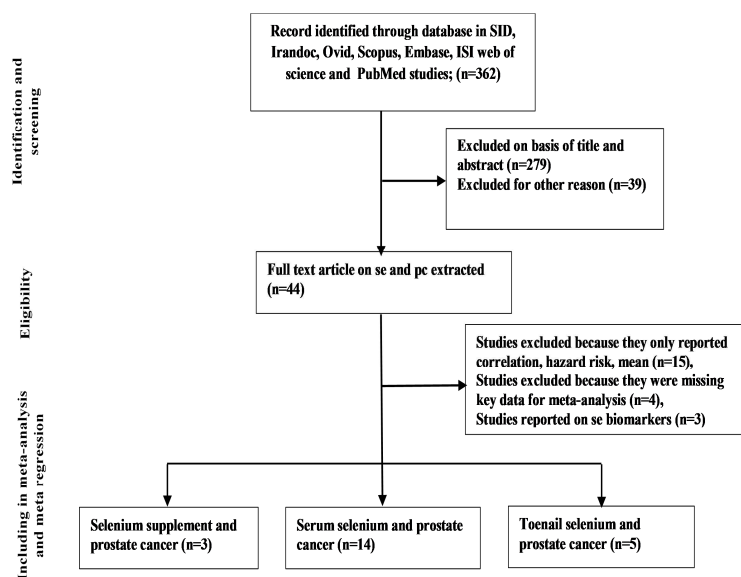 Identification and
screening
Record identified through database in SID,
Irandoc, Ovid, Scopus, Embase, ISI web of
science and PubMed studies; (n=362)
Excluded on basis of title and
abstract (n=279)
Excluded for other reason (n=39)
Eligibility
Full text article on se and pc extracted
(n=44)
Studies excluded because they only reported
correlation, hazard risk, mean (n=15),
Studies excluded because they were missing
key data for meta-analysis (n=4),
Studies reported on se biomarkers (n=3)
Including in meta-analysis
and meta regression
Selenium supplement and
prostate cancer (n=3)
Serum selenium and prostate
cancer (n=14)
Toenail selenium and
prostate cancer (n=5)